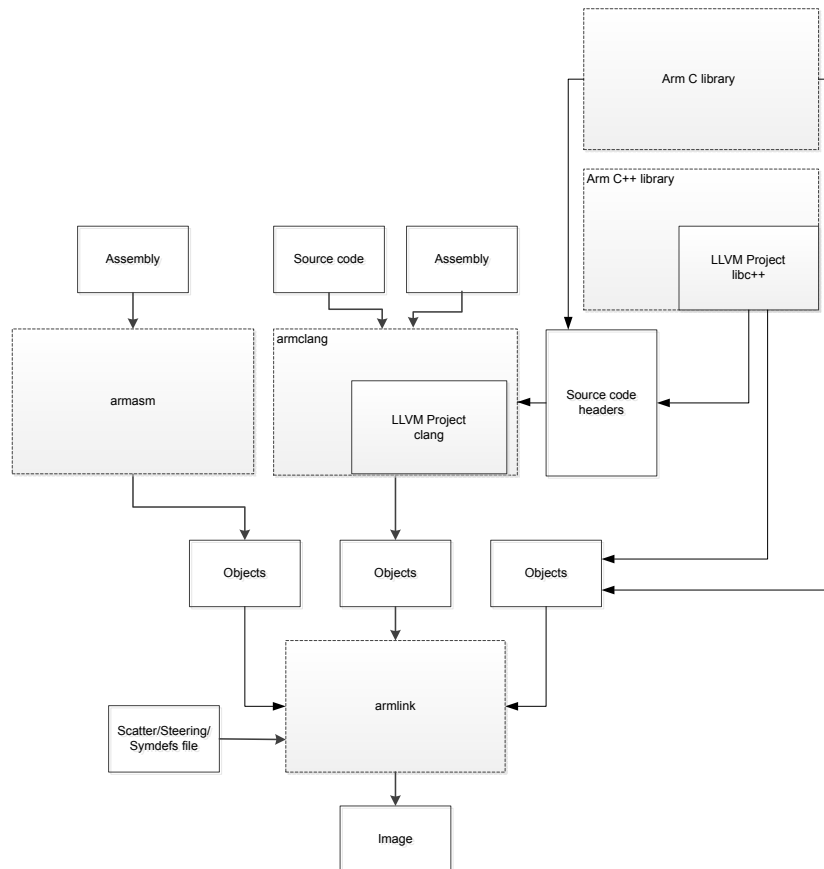 Arm C library
Arm C++ library
LLVM Project
libc++
Assembly
Source code
Assembly
armasm
armclang
LLVM Project
clang
Source code
headers
Objects
Objects
Objects
armlink
Scatter/Steering/
Symdefs file
Image